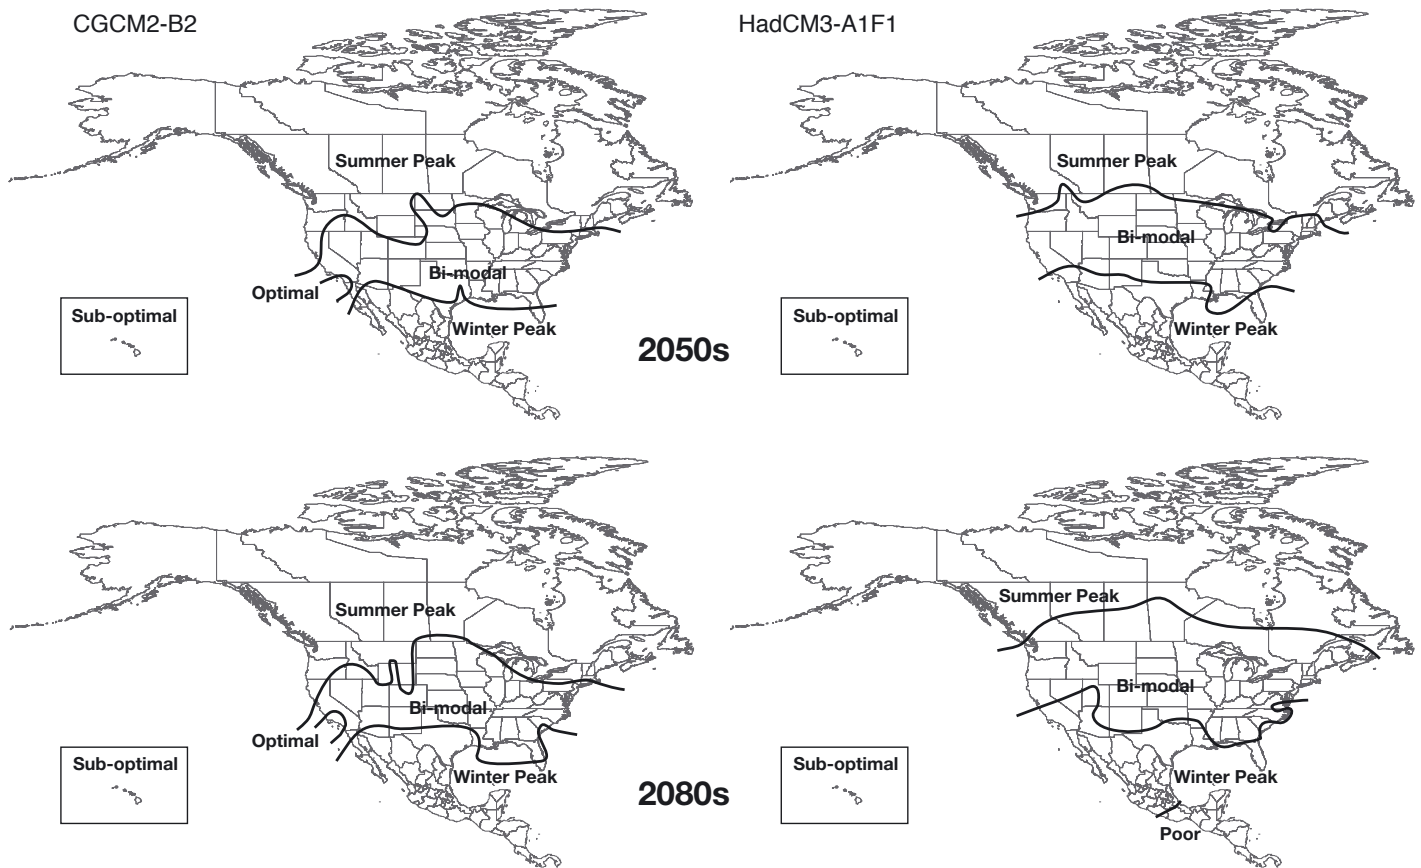 CGCM2-B2
HadCM3-A1F1
Summer Peak
Bi-modal
Optimal
Sub-optimal
Winter Peak
Summer Peak
Bi-modal
Sub-optimal
Winter Peak
2050s
Summer Peak
Bi-modal
Optimal
Sub-optimal
Winter Peak
Summer Peak
Bi-modal
Sub-optimal
Winter Peak
Poor
2080s